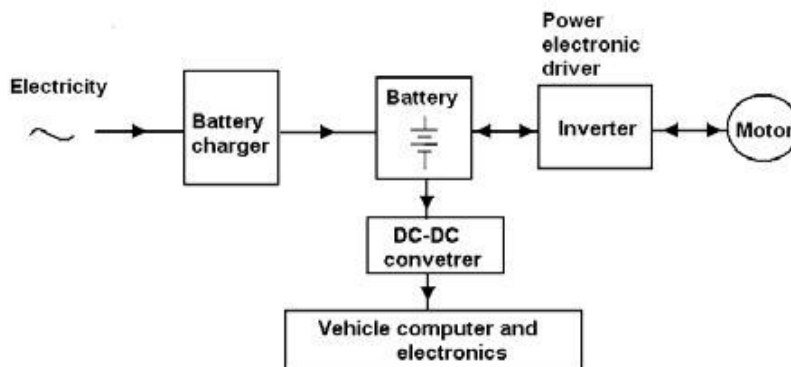 Power
electronic
driver
Electricity
Battery
charger
Battery
Inverter
Motor
DC-DC
convetrer
Vehicle computer and
electronics